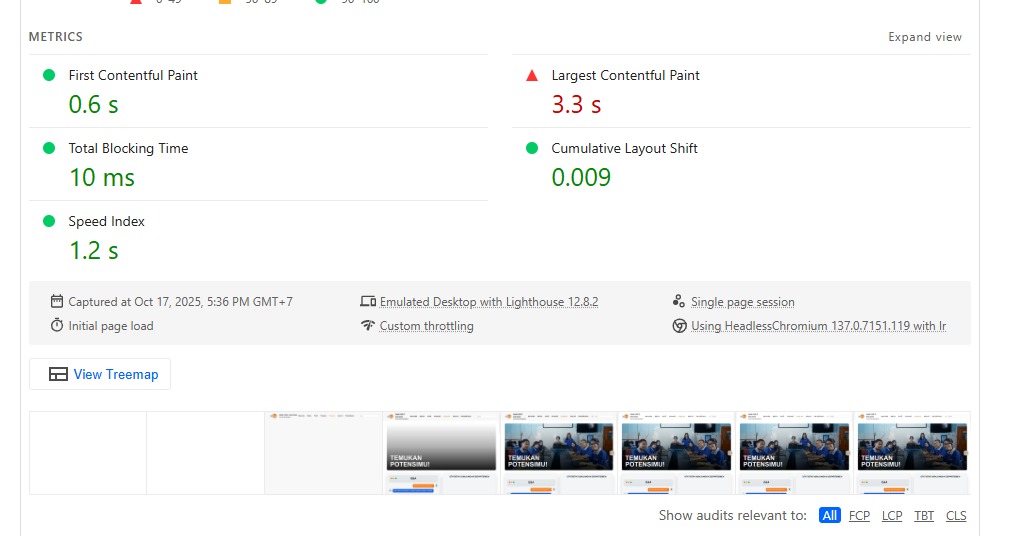 0–49 50–89 90–100
METRICS
Expand view
First Contentful Paint
0.6 s
Largest Contentful Paint
3.3 s
Total Blocking Time
10 ms
Cumulative Layout Shift
0.009
Speed Index
1.2 s
Captured at Oct 17, 2025, 5:36 PM GMT+7
Emulated Desktop with Lighthouse 12.8.2
Single page session
Initial page load
Custom throttling
Using HeadlessChromium 137.0.7151.119 with lr
View Treemap
TEMUKAN
POTENSIMU!
TEMUKAN
POTENSIMU!
TEMUKAN
POTENSIMU!
TEMUKAN
POTENSIMU!
TEMUKAN
POTENSIMU!
Show audits relevant to: All FCP LCP TBT CLS